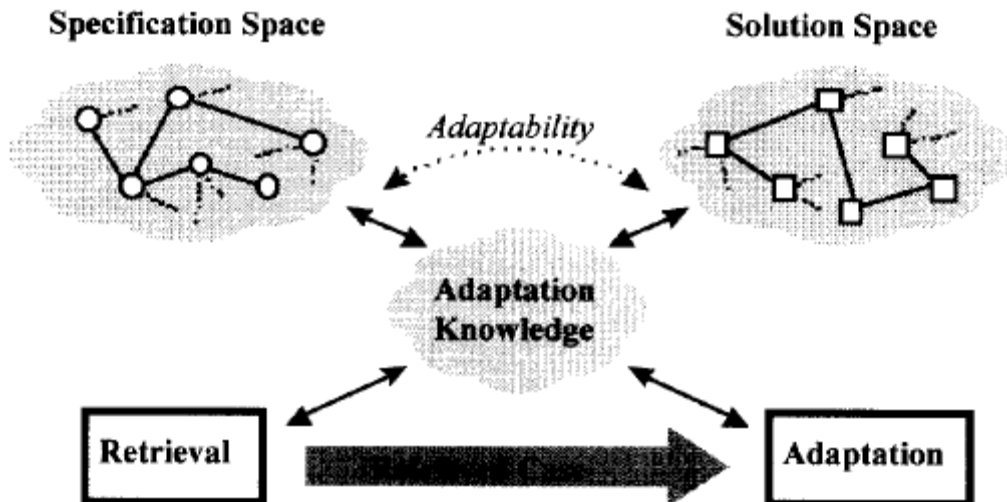 Specification Space
Solution Space
Adaptability
Adaptation
Knowledge
Retrieval
Adaptation